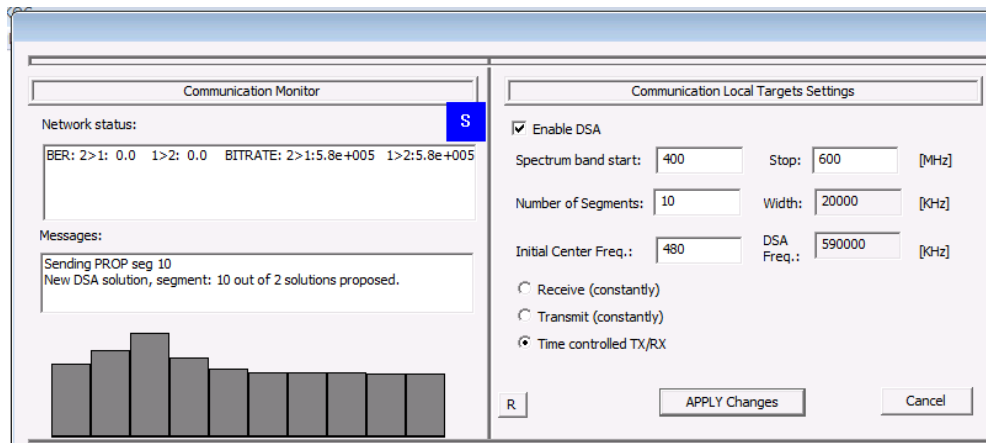 Communication Monitor
S
Network status:
BER: 2>1: 0.0 1>2: 0.0 BITRATE: 2>1:5.8e+005 1>2:5.8e+005
Messages:
Sending PROP seg 10
New DSA solution, segment: 10 out of 2 solutions proposed.
Communication Local Targets Settings
Enable DSA
Spectrum band start: 400 Stop: 600 [MHz]
Number of Segments: 10 Width: 20000 [KHz]
Initial Center Freq.: 480 DSA Freq.: 590000 [KHz]
Receive (constantly)
Transmit (constantly)
Time controlled TX/RX
R APPLY Changes Cancel